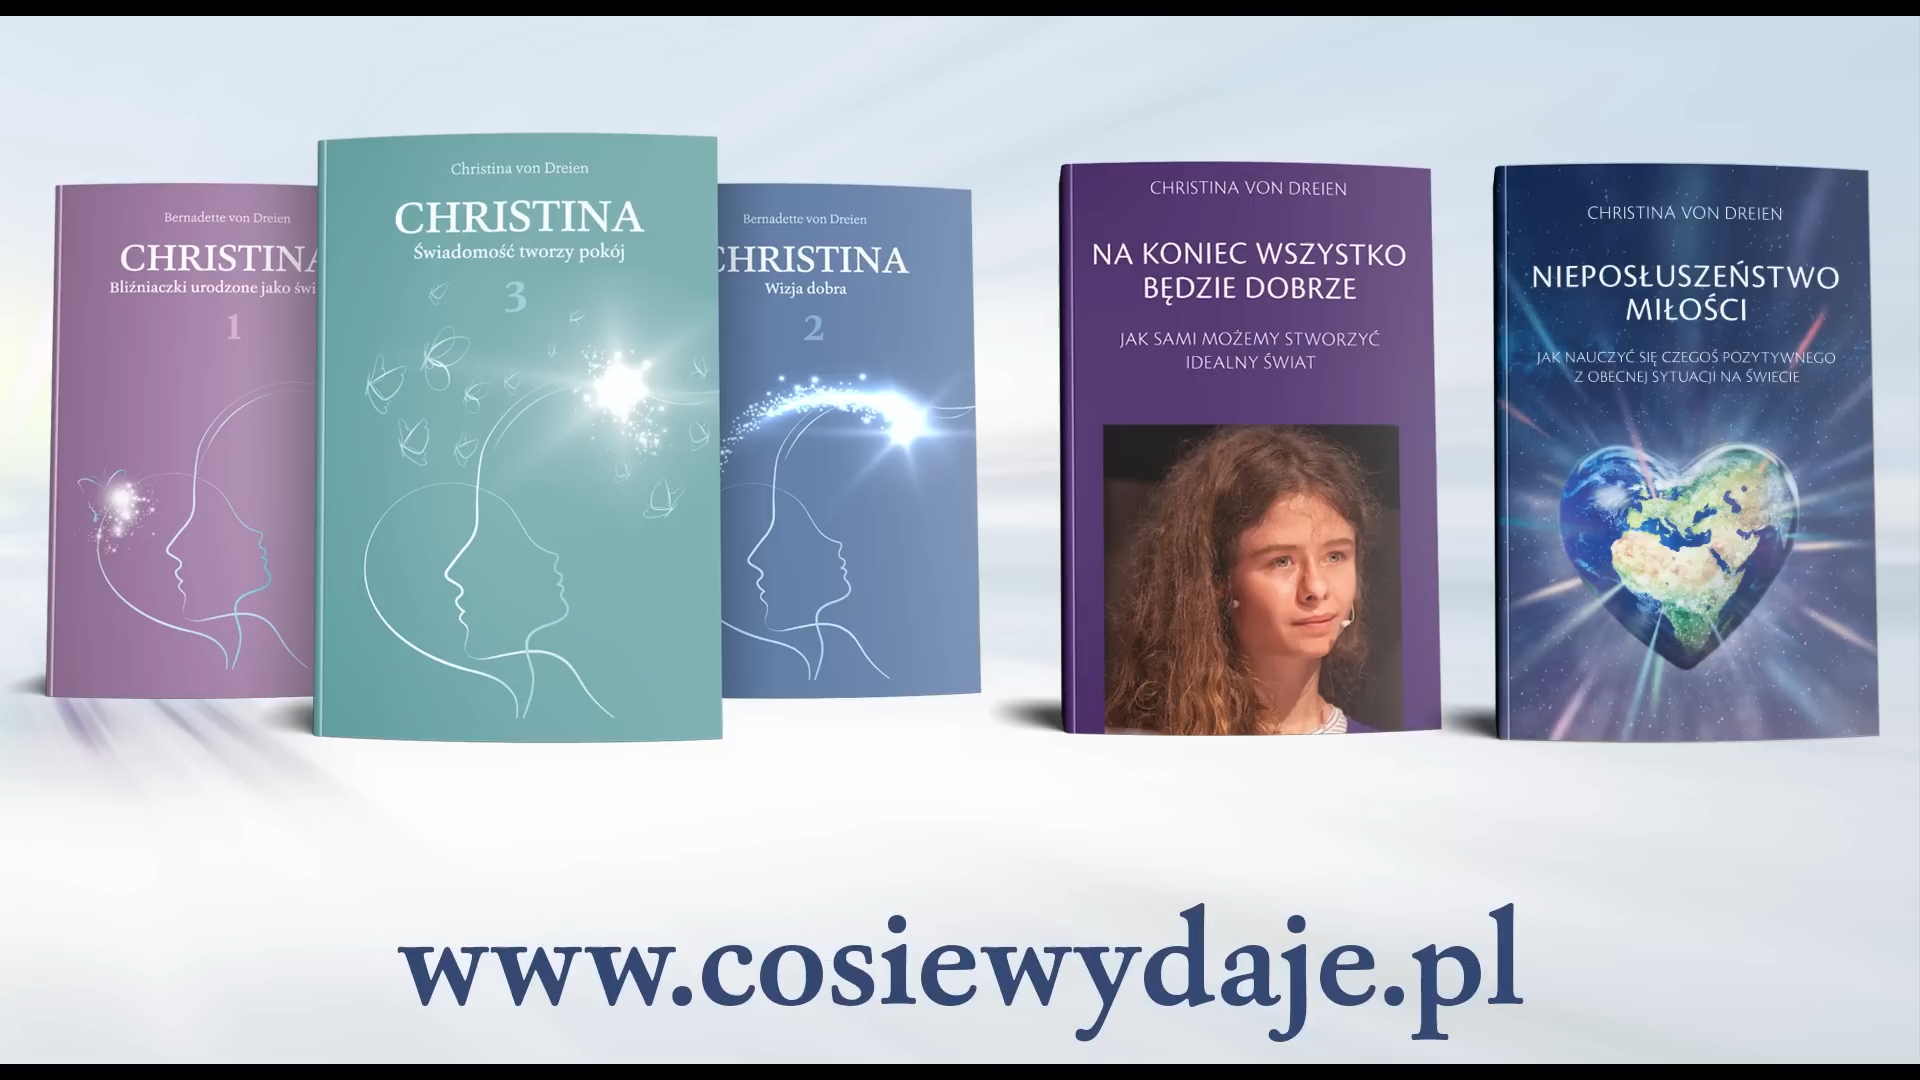 Bernadette von Dreien
CHRISTINA
Bliźniaczki urodzone jako
1
Christina von Dreien
CHRISTINA
Świadomość tworzy pokój
3
Bernadette von Dreien
CHRISTINA
Wizja dobra
2
CHRISTINA VON DREIEN
NA KONIEC WSZYSTKO
BĘDZIE DOBRZE
JAK SAMI MOŻEMY STWORZYĆ
IDEALNY ŚWIAT
CHRISTINA VON DREIEN
NIEPOSŁUSZEŃSTWO
MIŁOŚCI
JAK NAUCZYĆ SIĘ CZEGOŚ POZYTYWNEGO
Z OBECNEJ SYTUACJI NA ŚWIECIE
www.cosiewydaje.pl